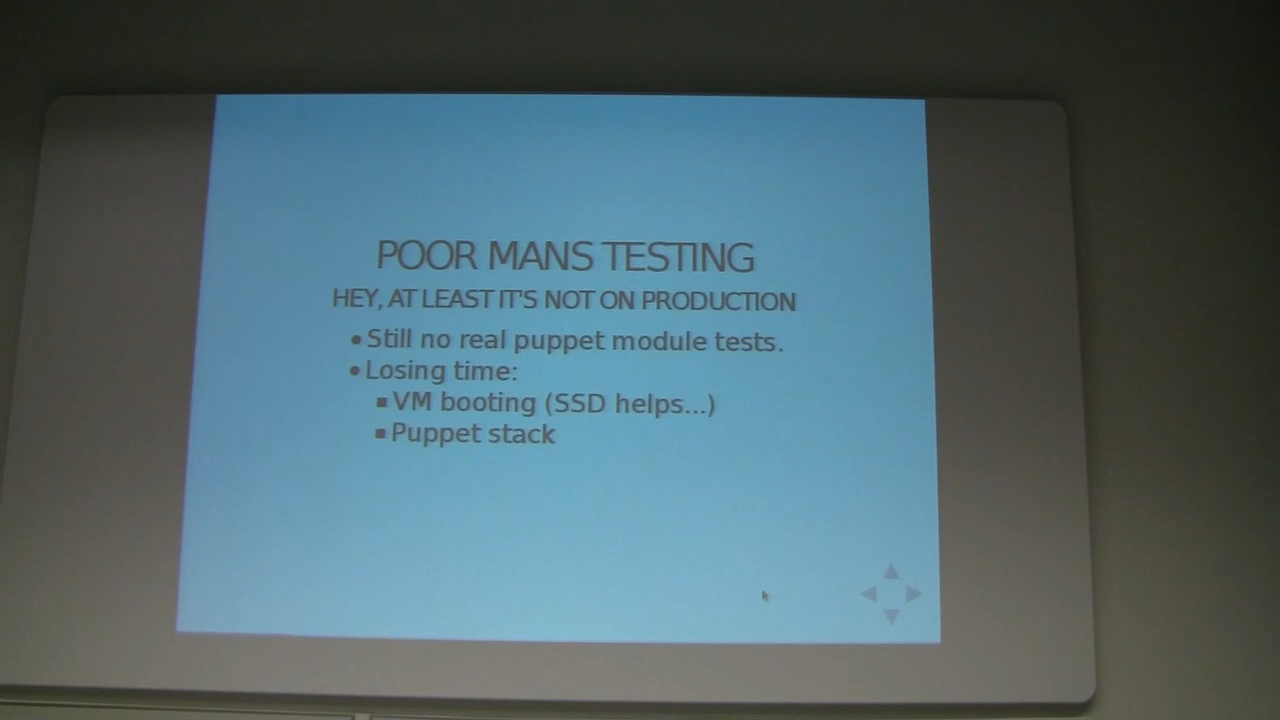 POOR MANS TESTING
HEY, AT LEAST IT'S NOT ON PRODUCTION
•Still no real puppet module tests.
•Losing time:
▪VM booting (SSD helps...)
▪Puppet stack